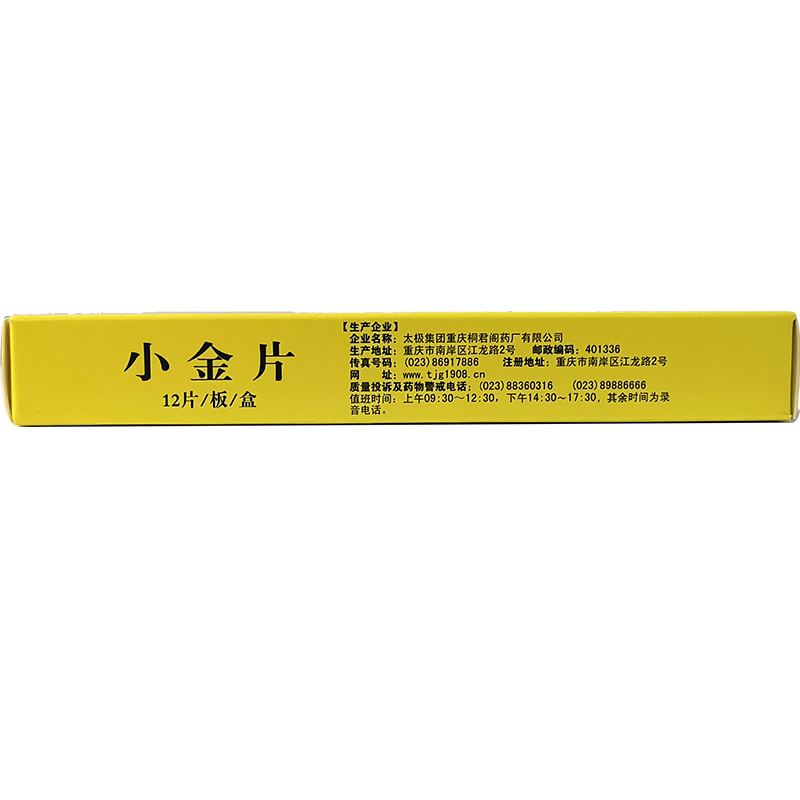 小金片
12片/板/盒
【生产企业】
企业名称：太极集团重庆桐君阁药厂有限公司
生产地址：重庆市南岸区江龙路2号 邮政编码：401336
传真号码：(023)86917886 注册地址：重庆市南岸区江龙路2号
网 址：www.tjg1908.cn
质量投诉及药物警戒电话：(023)88360316 (023)89886666
值班时间：上午09:30～12:30，下午14:30～17:30，其余时间为录
音电话。